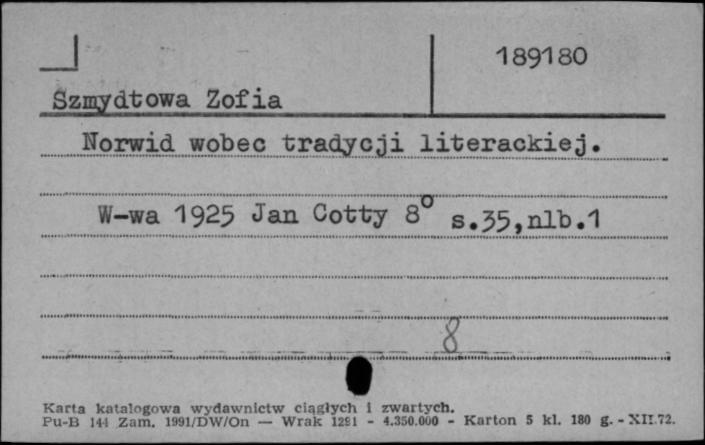 189180
Szmydtowa Zofia
Norwid wobec tradycji literackiej.
W-wa 1925 Jan Cotty 8° s.35,nlb.1
8
Karta katalogowa wydawnictw ciągłych i zwartych.
Pu-B 144 Zam. 1991/DW/On — Wrak 1291 - 4.350.000 - Karton 5 kl. 180 g. - XII.72.